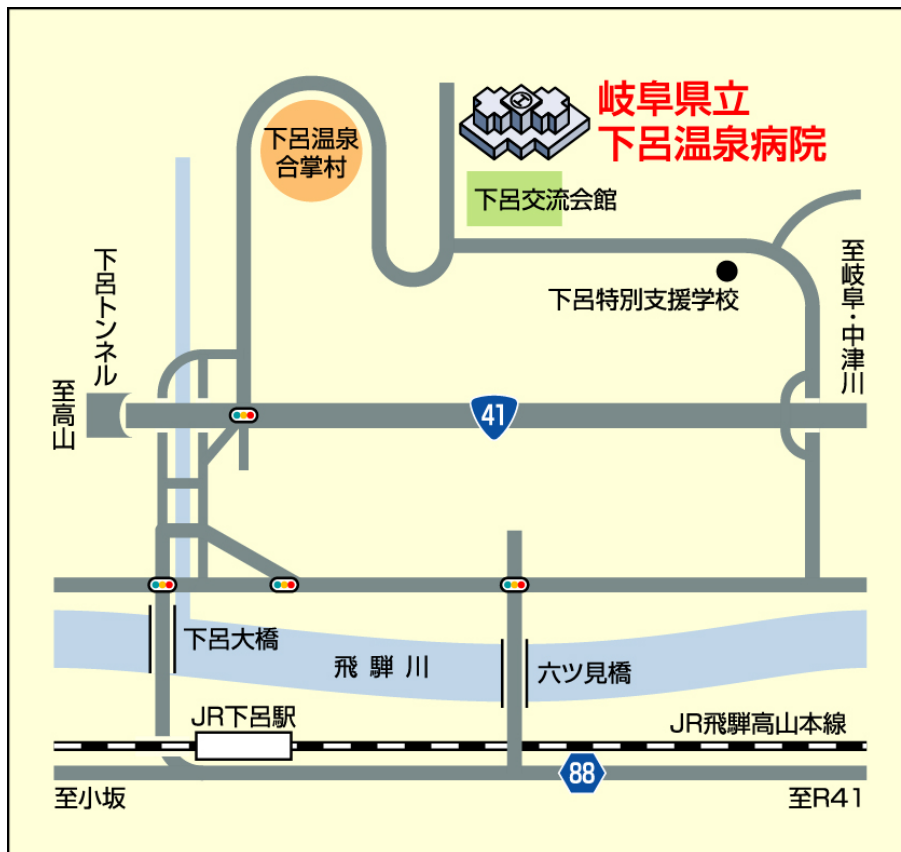 岐阜県立
下呂温泉病院
下呂温泉
合掌村
下呂交流会館
下呂特別支援学校
下呂トンネル
至高山
至岐阜・中津川
41
下呂大橋
飛騨川
六ツ見橋
JR下呂駅
JR飛騨高山本線
88
至小坂
至R41